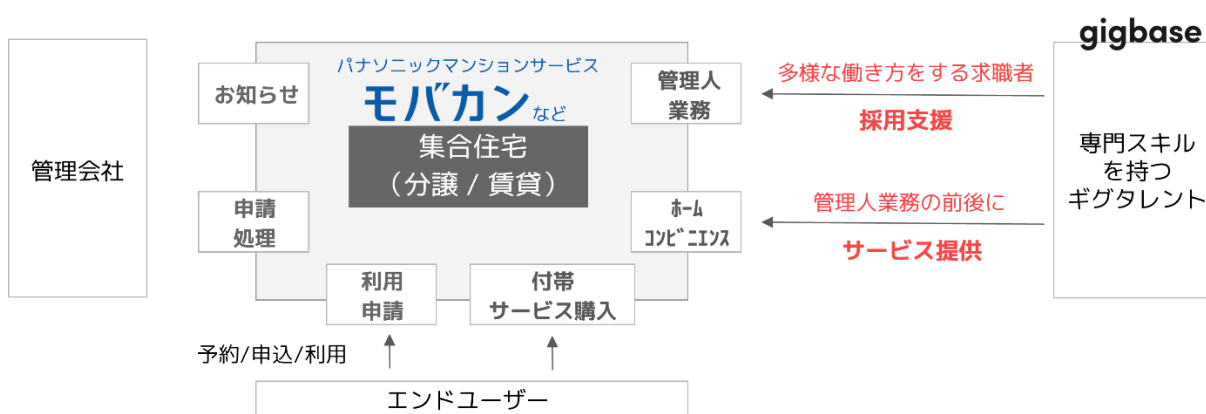 gigbase
管理会社
お知らせ
申請
処理
パナソニックマンションサービス
モバカン など
集合住宅
（分譲 / 賃貸）
管理人
業務
ﾎｰﾑ
ｺﾝﾋﾞﾆｴﾝｽ
利用
申請
付帯
サービス購入
多様な働き方をする求職者
採用支援
管理人業務の前後に
サービス提供
専門スキル
を持つ
ギグタレント
予約/申込/利用
エンドユーザー